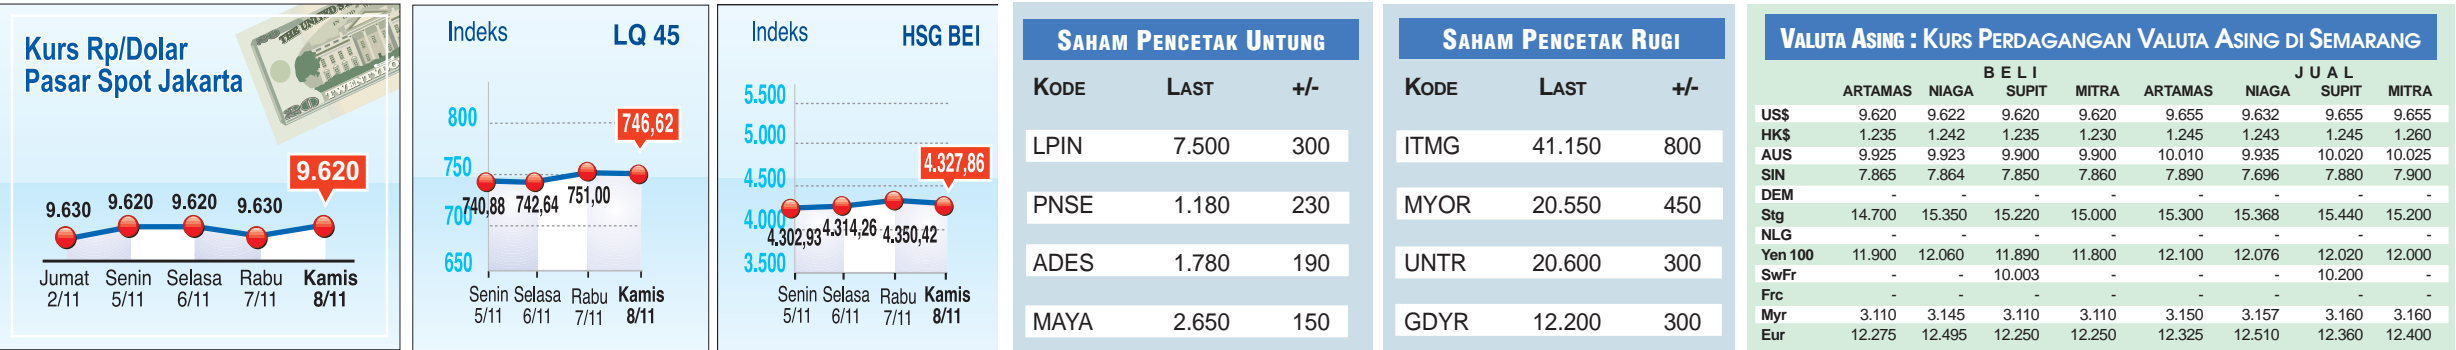 Kurs Rp/Dolar
Pasar Spot Jakarta
9.630 9.620 9.620 9.630 9.620
Jumat Senin Selasa Rabu Kamis
2/11 5/11 6/11 7/11 8/11
Indeks LQ 45
800
750
700
650
740,88 742,64 751,00 746,62
Senin Selasa Rabu Kamis
5/11 6/11 7/11 8/11
Indeks HSG BEI
5.500
5.000
4.500
4.000
3.500
4.302,93 4.314,26 4.350,42 4.327,86
Senin Selasa Rabu Kamis
5/11 6/11 7/11 8/11
SAHAM PENCETAK UNTUNG
KODE LAST +/-
LPIN 7.500 300
PNSE 1.180 230
ADES 1.780 190
MAYA 2.650 150
SAHAM PENCETAK RUGI
KODE LAST +/-
ITMG 41.150 800
MYOR 20.550 450
UNTR 20.600 300
GDYR 12.200 300
VALUTA ASING : KURS PERDAGANGAN VALUTA ASING DI SEMARANG
BELI JUAL
ARTAMAS NIAGA SUPIT MITRA ARTAMAS NIAGA SUPIT MITRA
US$ 9.620 9.622 9.620 9.620 9.655 9.632 9.655 9.655
HK$ 1.235 1.242 1.235 1.230 1.245 1.243 1.245 1.260
AUS 9.925 9.923 9.900 9.900 10.010 9.935 10.020 10.025
SIN 7.865 7.864 7.850 7.860 7.890 7.696 7.880 7.900
DEM - - - - - - - -
Stg 14.700 15.350 15.220 15.000 15.300 15.368 15.440 15.200
NLG - - - - - - - -
Yen 100 11.900 12.060 11.890 11.800 12.100 12.076 12.020 12.000
SwFr - - 10.003 - - - 10.200 -
Frc - - - - - - - -
Myr 3.110 3.145 3.110 3.110 3.150 3.157 3.160 3.160
Eur 12.275 12.495 12.250 12.250 12.325 12.510 12.360 12.400